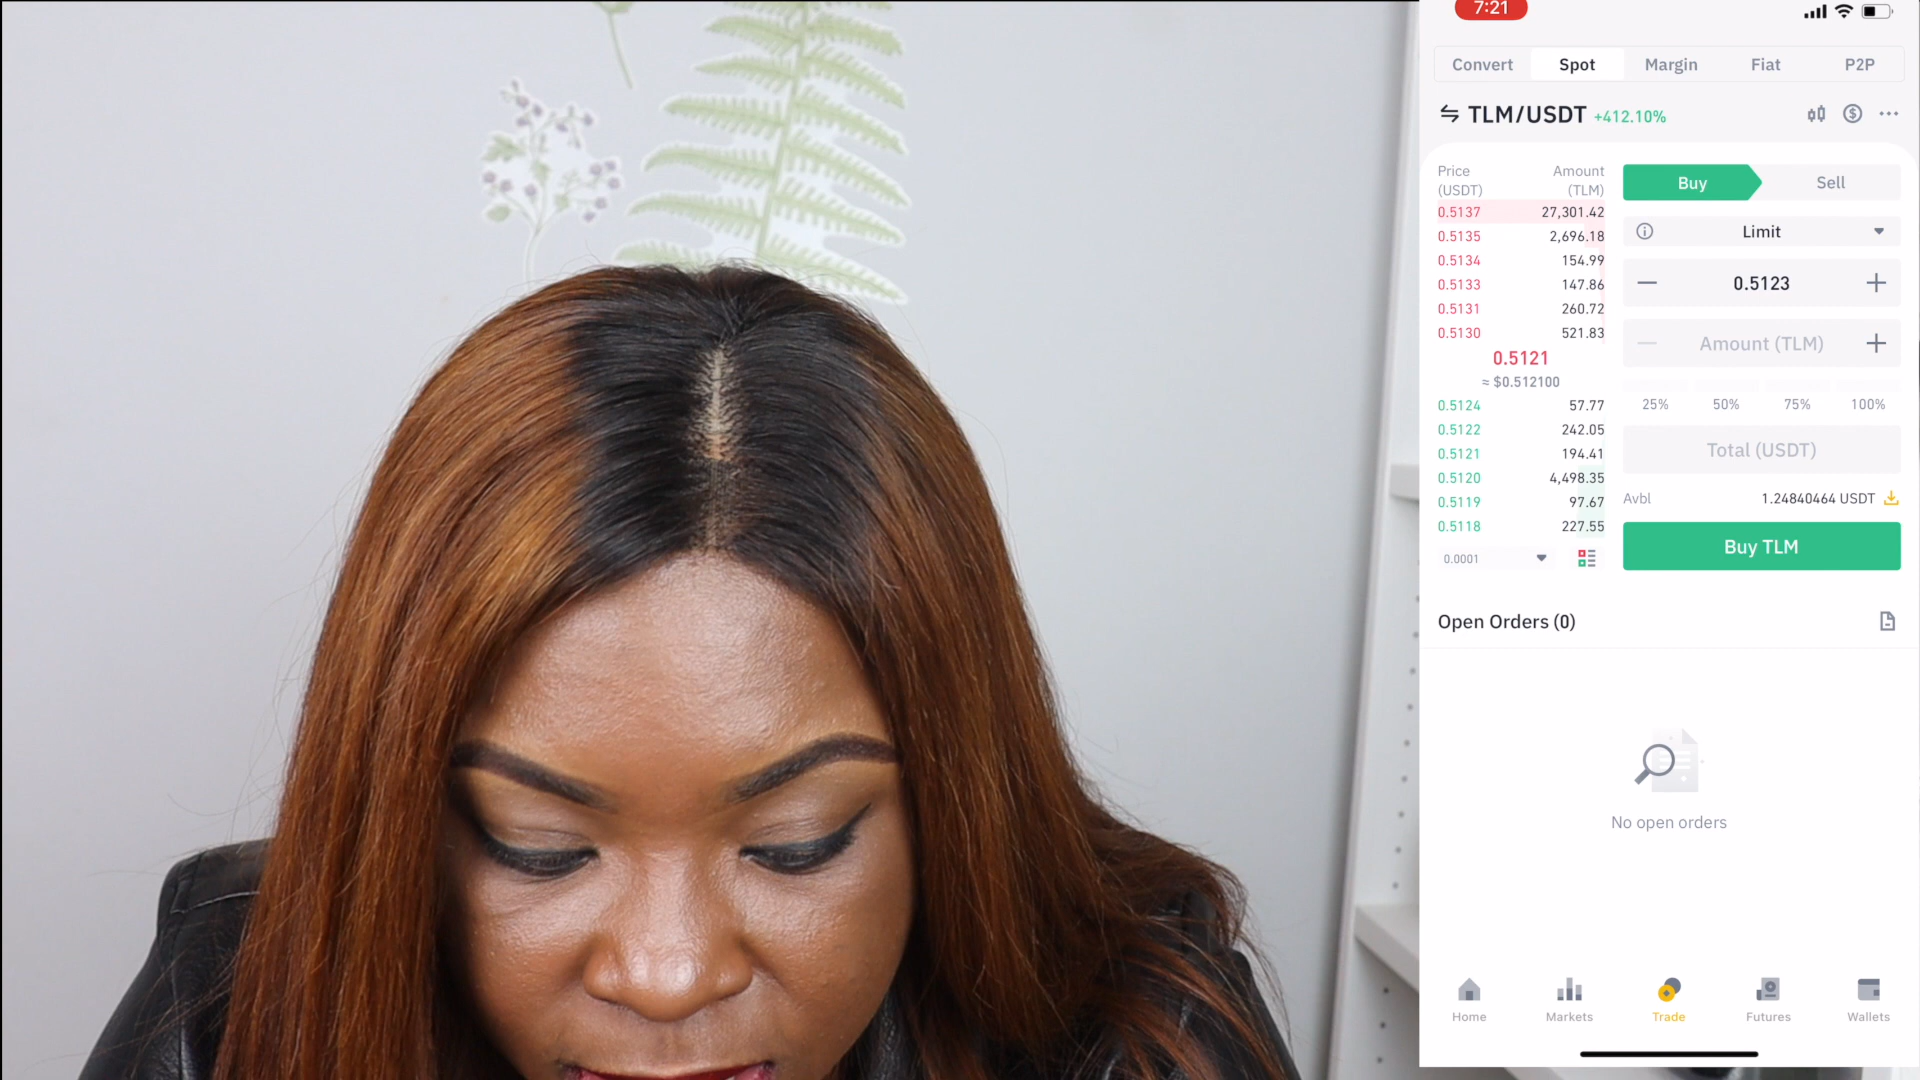 7:21
Convert Spot Margin Fiat P2P
TLM/USDT +412.10%
Price (USDT) Amount (TLM)
0.5137 27,301.42
0.5135 2,696.18
0.5134 154.99
0.5133 147.86
0.5131 260.72
0.5130 521.83
0.5121
≈ $0.512100
0.5124 57.77
0.5122 242.05
0.5121 194.41
0.5120 4,498.35
0.5119 97.67
0.5118 227.55
0.0001
Buy Sell
Limit
0.5123
Amount (TLM)
25% 50% 75% 100%
Total (USDT)
Avbl 1.24840464 USDT
Buy TLM
Open Orders (0)
No open orders
Home Markets Trade Futures Wallets